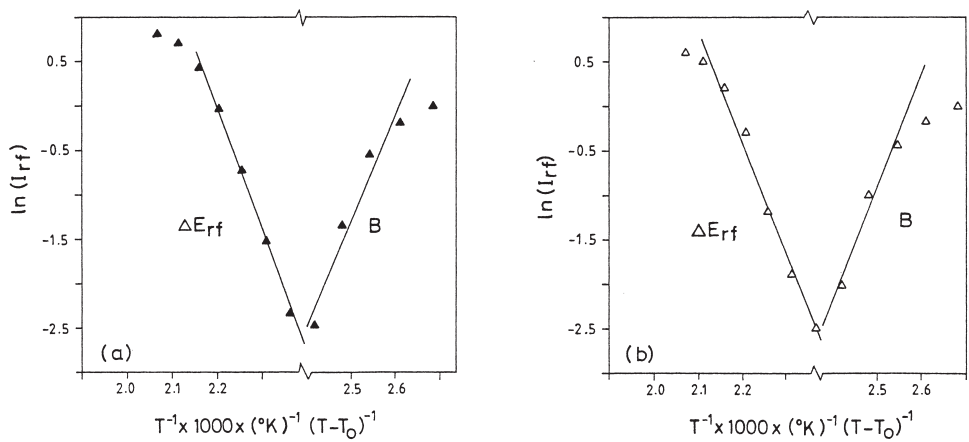 0.5
-0.5
-1.5
-2.5
ln (Irf)
△Erf
B
(a)
2.0 2.1 2.2 2.5 2.6
T⁻¹ x 1000 x (°K)⁻¹ (T-T₀)⁻¹
0.5
-0.5
-1.5
-2.5
ln (Irf)
△Erf
B
(b)
2.0 2.1 2.2 2.5 2.6
T⁻¹ x 1000 x (°K)⁻¹ (T-T₀)⁻¹